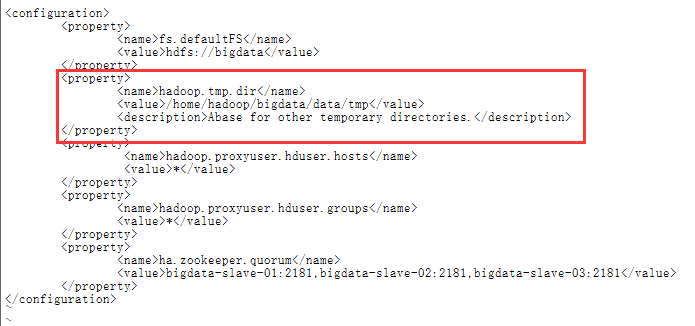 <configuration>
<property>
<name>fs.defaultFS</name>
<value>hdfs://bigdata</value>
</property>
<property>
<name>hadoop.tmp.dir</name>
<value>/home/hadoop/bigdata/data/tmp</value>
<description>Abase for other temporary directories.</description>
</property>
<property>
<name>hadoop.proxyuser.hduser.hosts</name>
<value>*</value>
</property>
<property>
<name>hadoop.proxyuser.hduser.groups</name>
<value>*</value>
</property>
<property>
<name>ha.zookeeper.quorum</name>
<value>bigdata-slave-01:2181,bigdata-slave-02:2181,bigdata-slave-03:2181</value>
</property>
</configuration>
~
~